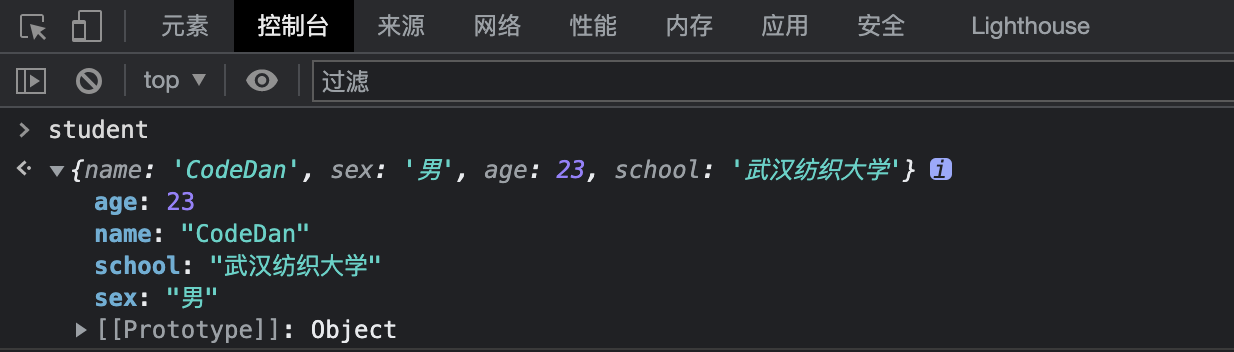 元素 控制台 来源 网络 性能 内存 应用 安全 Lighthouse
top ▼ 过滤
> student
{name: 'CodeDan', sex: '男', age: 23, school: '武汉纺织大学'} i
age: 23
name: "CodeDan"
school: "武汉纺织大学"
sex: "男"
[[Prototype]]: Object